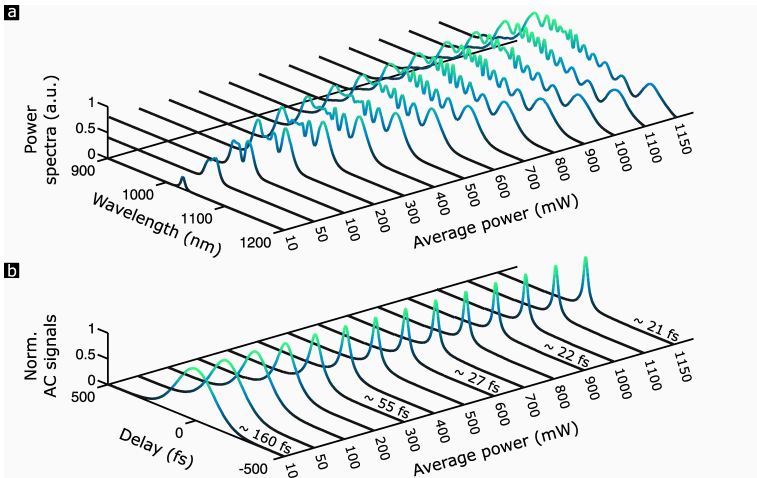 a
Power
spectra (a.u.)
1
0.5
0
900
1000
1100
1200
Wavelength (nm)
10
50
100
200
300
400
500
600
700
800
900
1000
1100
1150
Average power (mW)
b
Norm.
AC signals
1
0.5
0
500
0
-500
Delay (fs)
~ 160 fs
~ 55 fs
~ 27 fs
~ 22 fs
~ 21 fs
10
50
100
200
300
400
500
600
700
800
900
1000
1100
1150
Average power (mW)